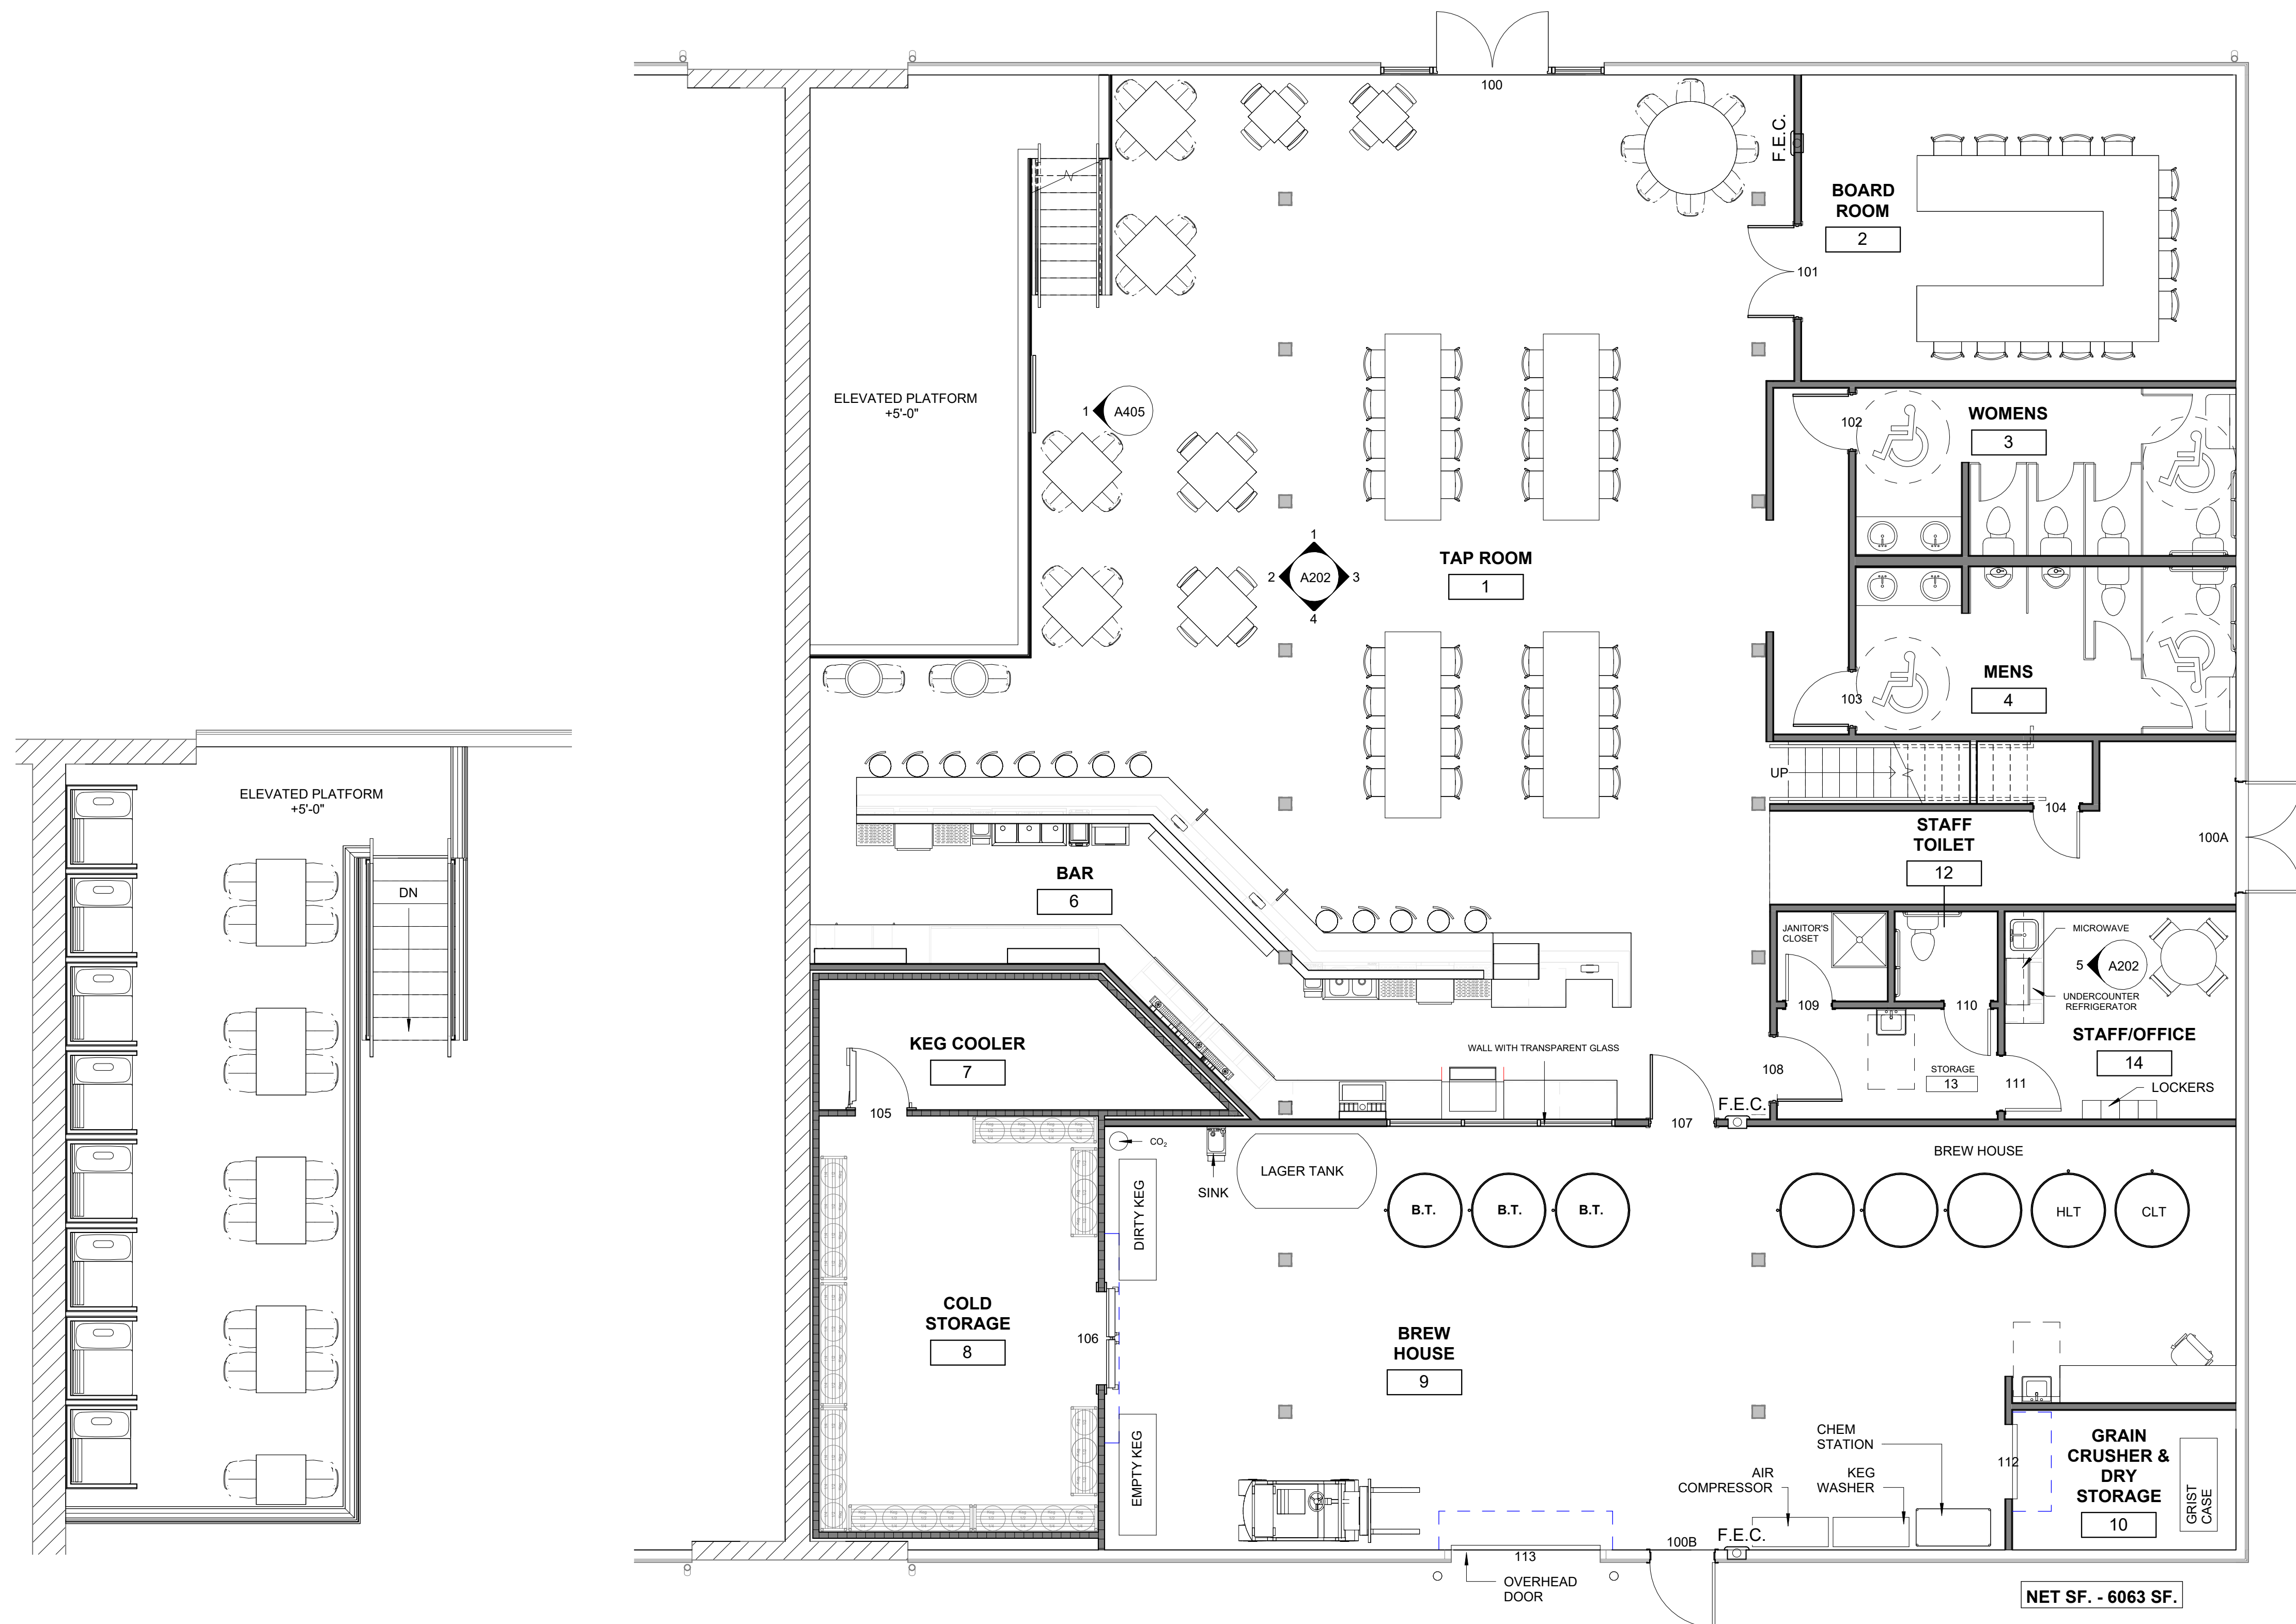 100
F.E.C.
BOARD
ROOM
2
101
ELEVATED PLATFORM
+5'-0"
1
A405
102
WOMENS
3
1
2
A202
3
4
TAP ROOM
1
MENS
4
103
UP
104
STAFF
TOILET
12
100A
ELEVATED PLATFORM
+5'-0"
DN
BAR
6
JANITOR'S
CLOSET
MICROWAVE
5
A202
UNDERCOUNTER
REFRIGERATOR
109
110
STAFF/OFFICE
14
KEG COOLER
7
WALL WITH TRANSPARENT GLASS
108
STORAGE
13
111
LOCKERS
105
F.E.C.
107
CO2
SINK
LAGER TANK
BREW HOUSE
DIRTY KEG
B.T.
B.T.
B.T.
HLT
CLT
COLD
STORAGE
8
106
BREW
HOUSE
9
EMPTY KEG
CHEM
STATION
AIR
COMPRESSOR
KEG
WASHER
112
GRAIN
CRUSHER &
DRY
STORAGE
10
GRIST
CASE
F.E.C.
100B
113
OVERHEAD
DOOR
NET SF. - 6063 SF.